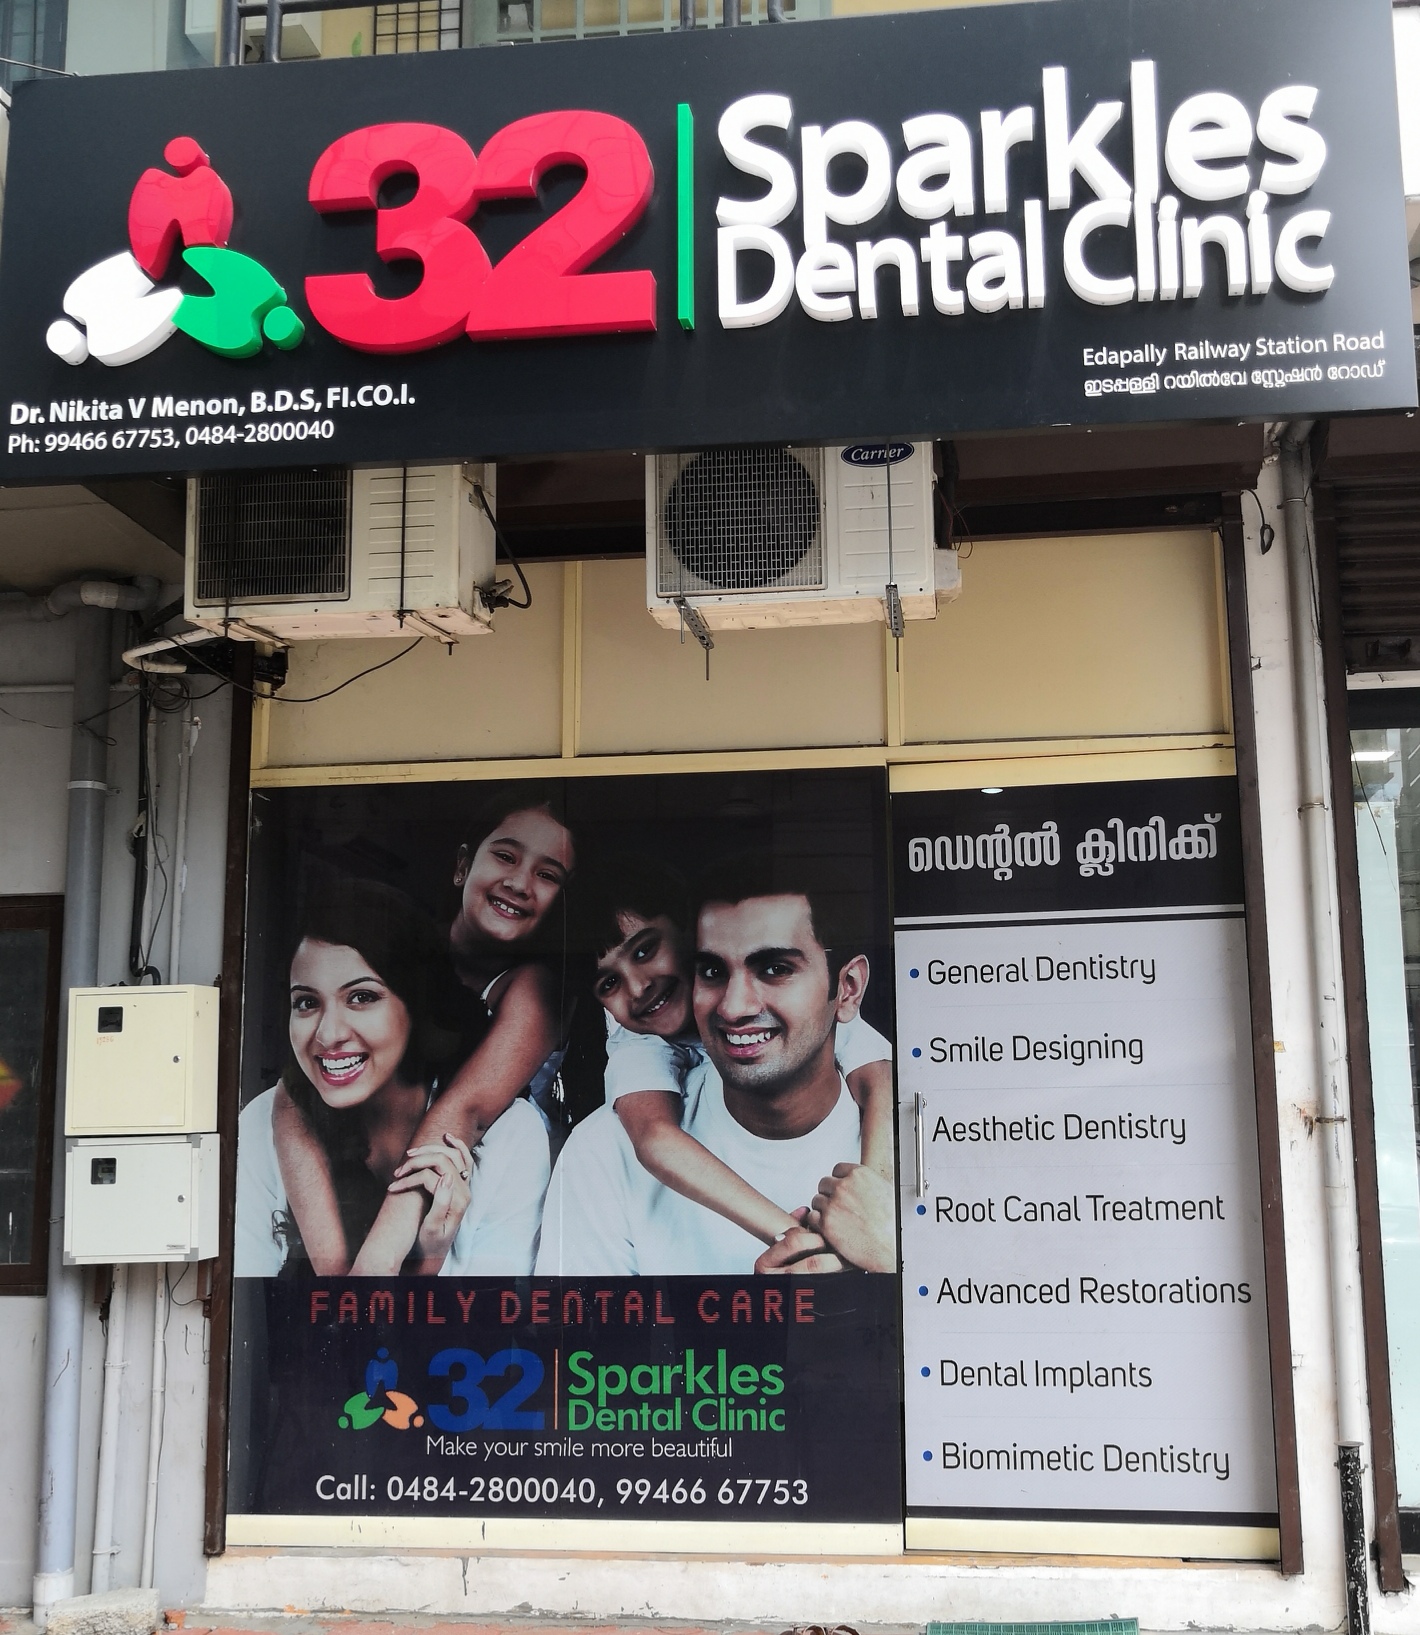 32
Sparkles
Dental Clinic
Edapally Railway Station Road
ഇടപ്പള്ളി റയിൽവേ സ്റ്റേഷൻ റോഡ്
Dr. Nikita V Menon, B.D.S, FI.CO.I.
Ph: 99466 67753, 0484-2800040
Carrier
ഡെന്റൽ ക്ലിനിക്ക്
• General Dentistry
• Smile Designing
Aesthetic Dentistry
• Root Canal Treatment
• Advanced Restorations
• Dental Implants
• Biomimetic Dentistry
FAMILY DENTAL CARE
32
Sparkles
Dental Clinic
Make your smile more beautiful
Call: 0484-2800040, 99466 67753